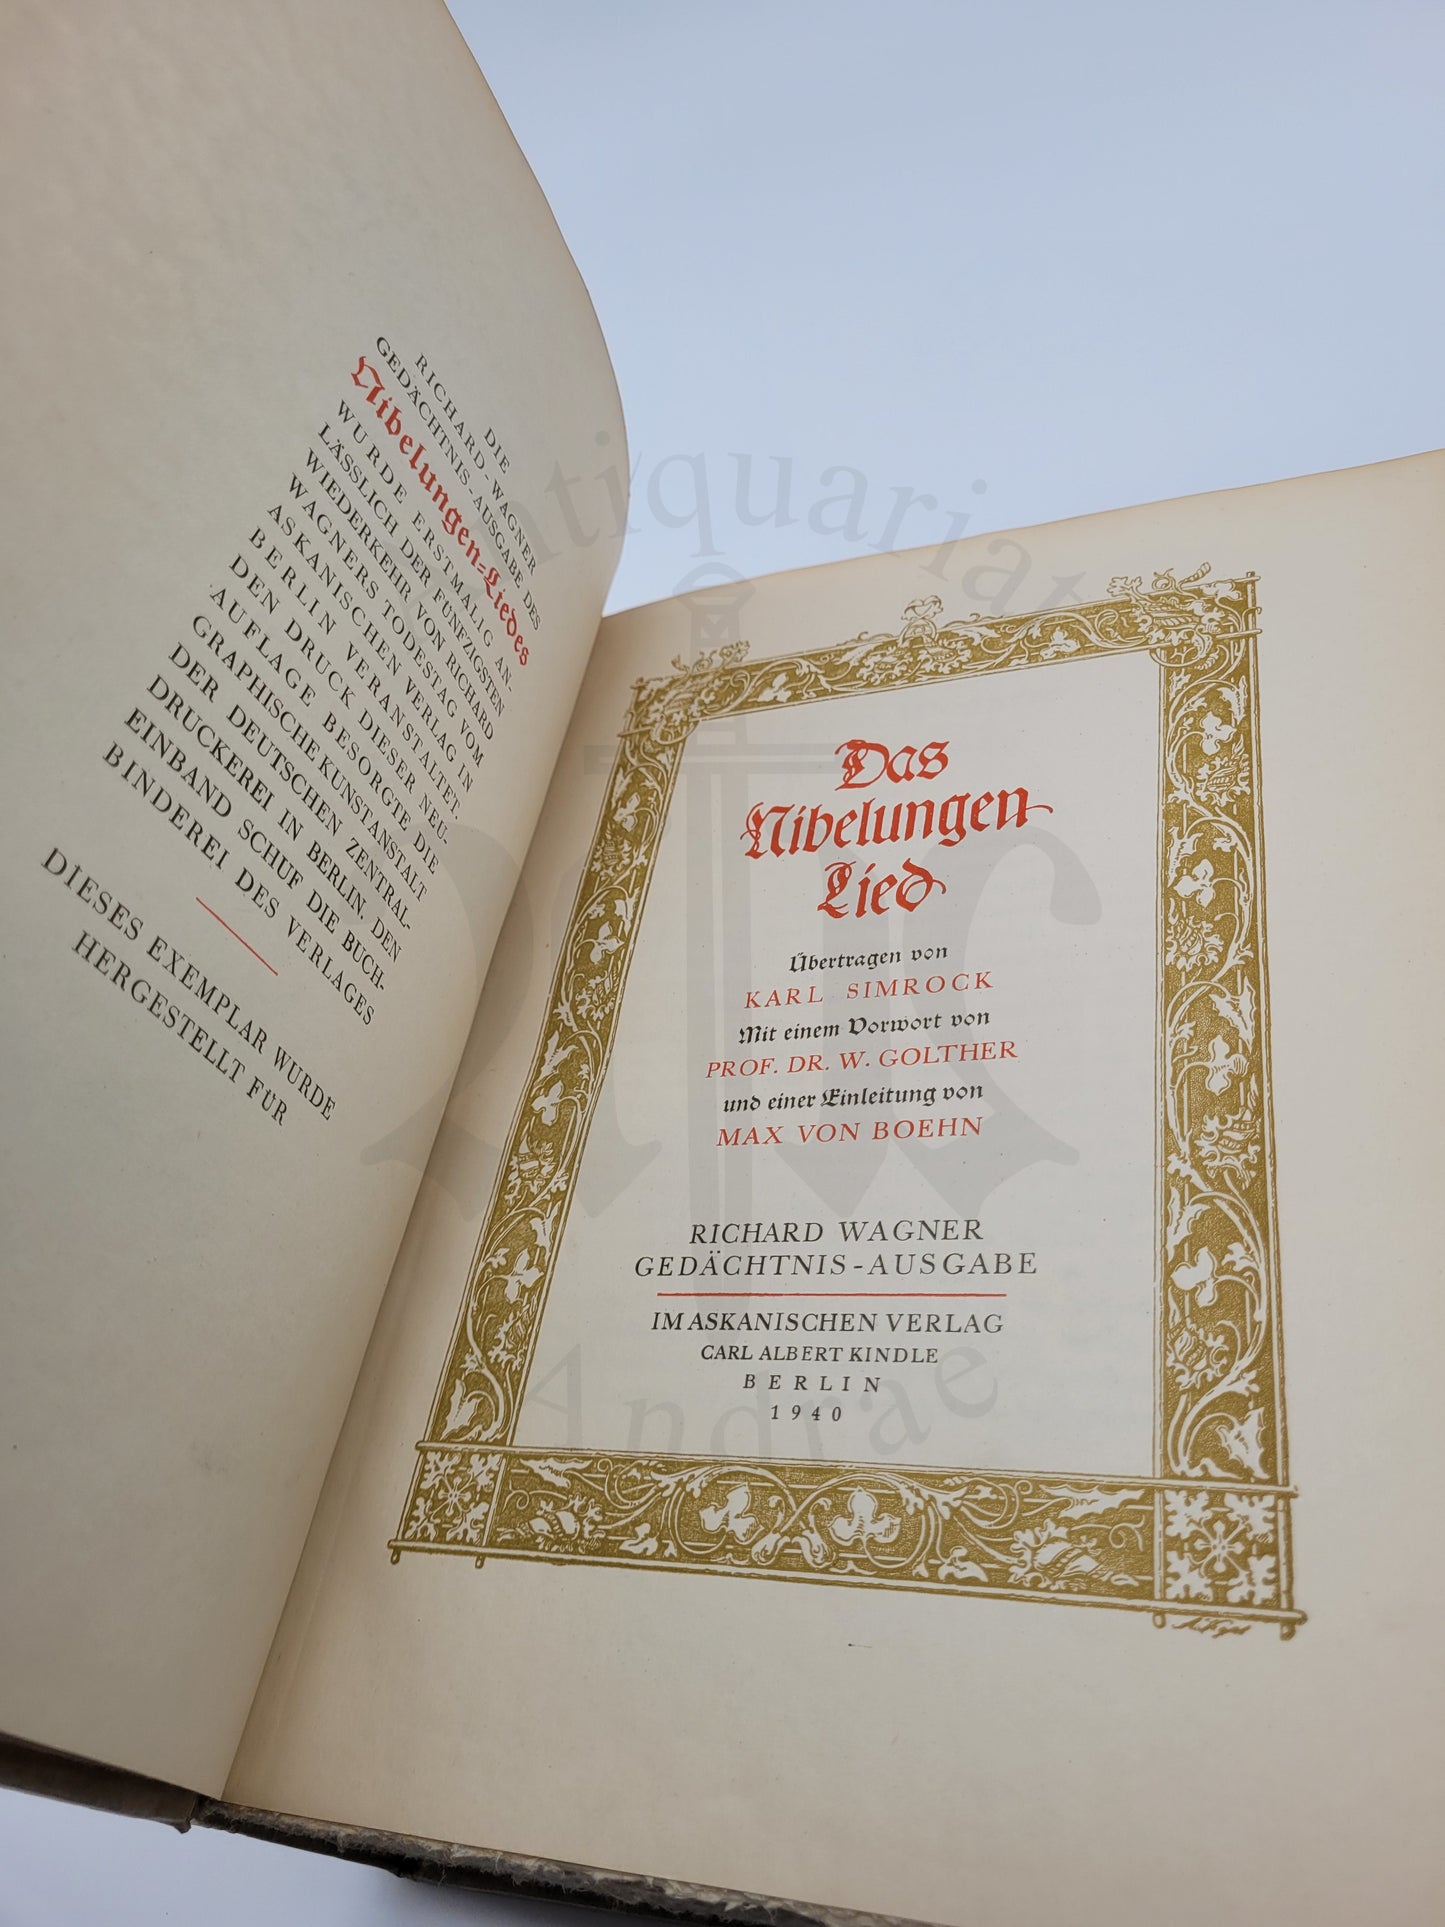 DIE
RICHARD-WAGNER
GEDÄCHTNIS-AUSGABE DES
Nibelungen=Liedes
WURDE ERSTMALIG AN-
LÄSSLICH DER FÜNFZIGSTEN
WIEDERKEHR VON RICHARD
WAGNERS TODESTAG VOM
ASKANISCHEN VERLAG IN
BERLIN VERANSTALTET.
DEN DRUCK DIESER NEU-
AUFLAGE BESORGTE DIE
GRAPHISCHE KUNSTANSTALT
DER DEUTSCHEN ZENTRAL-
DRUCKEREI IN BERLIN. DEN
EINBAND SCHUF DIE BUCH-
BINDEREI DES VERLAGES
DIESES EXEMPLAR WURDE
HERGESTELLT FUR
Das
Nibelungen
Lied
Übertragen von
KARL SIMROCK
Mit einem Vorwort von
PROF. DR. W. GOLTHER
und einer Einleitung von
MAX VON BOEHN
RICHARD WAGNER
GEDÄCHTNIS-AUSGABE
IM ASKANISCHEN VERLAG
CARL ALBERT KINDLE
BERLIN
1940
Antiquariat
Andrae